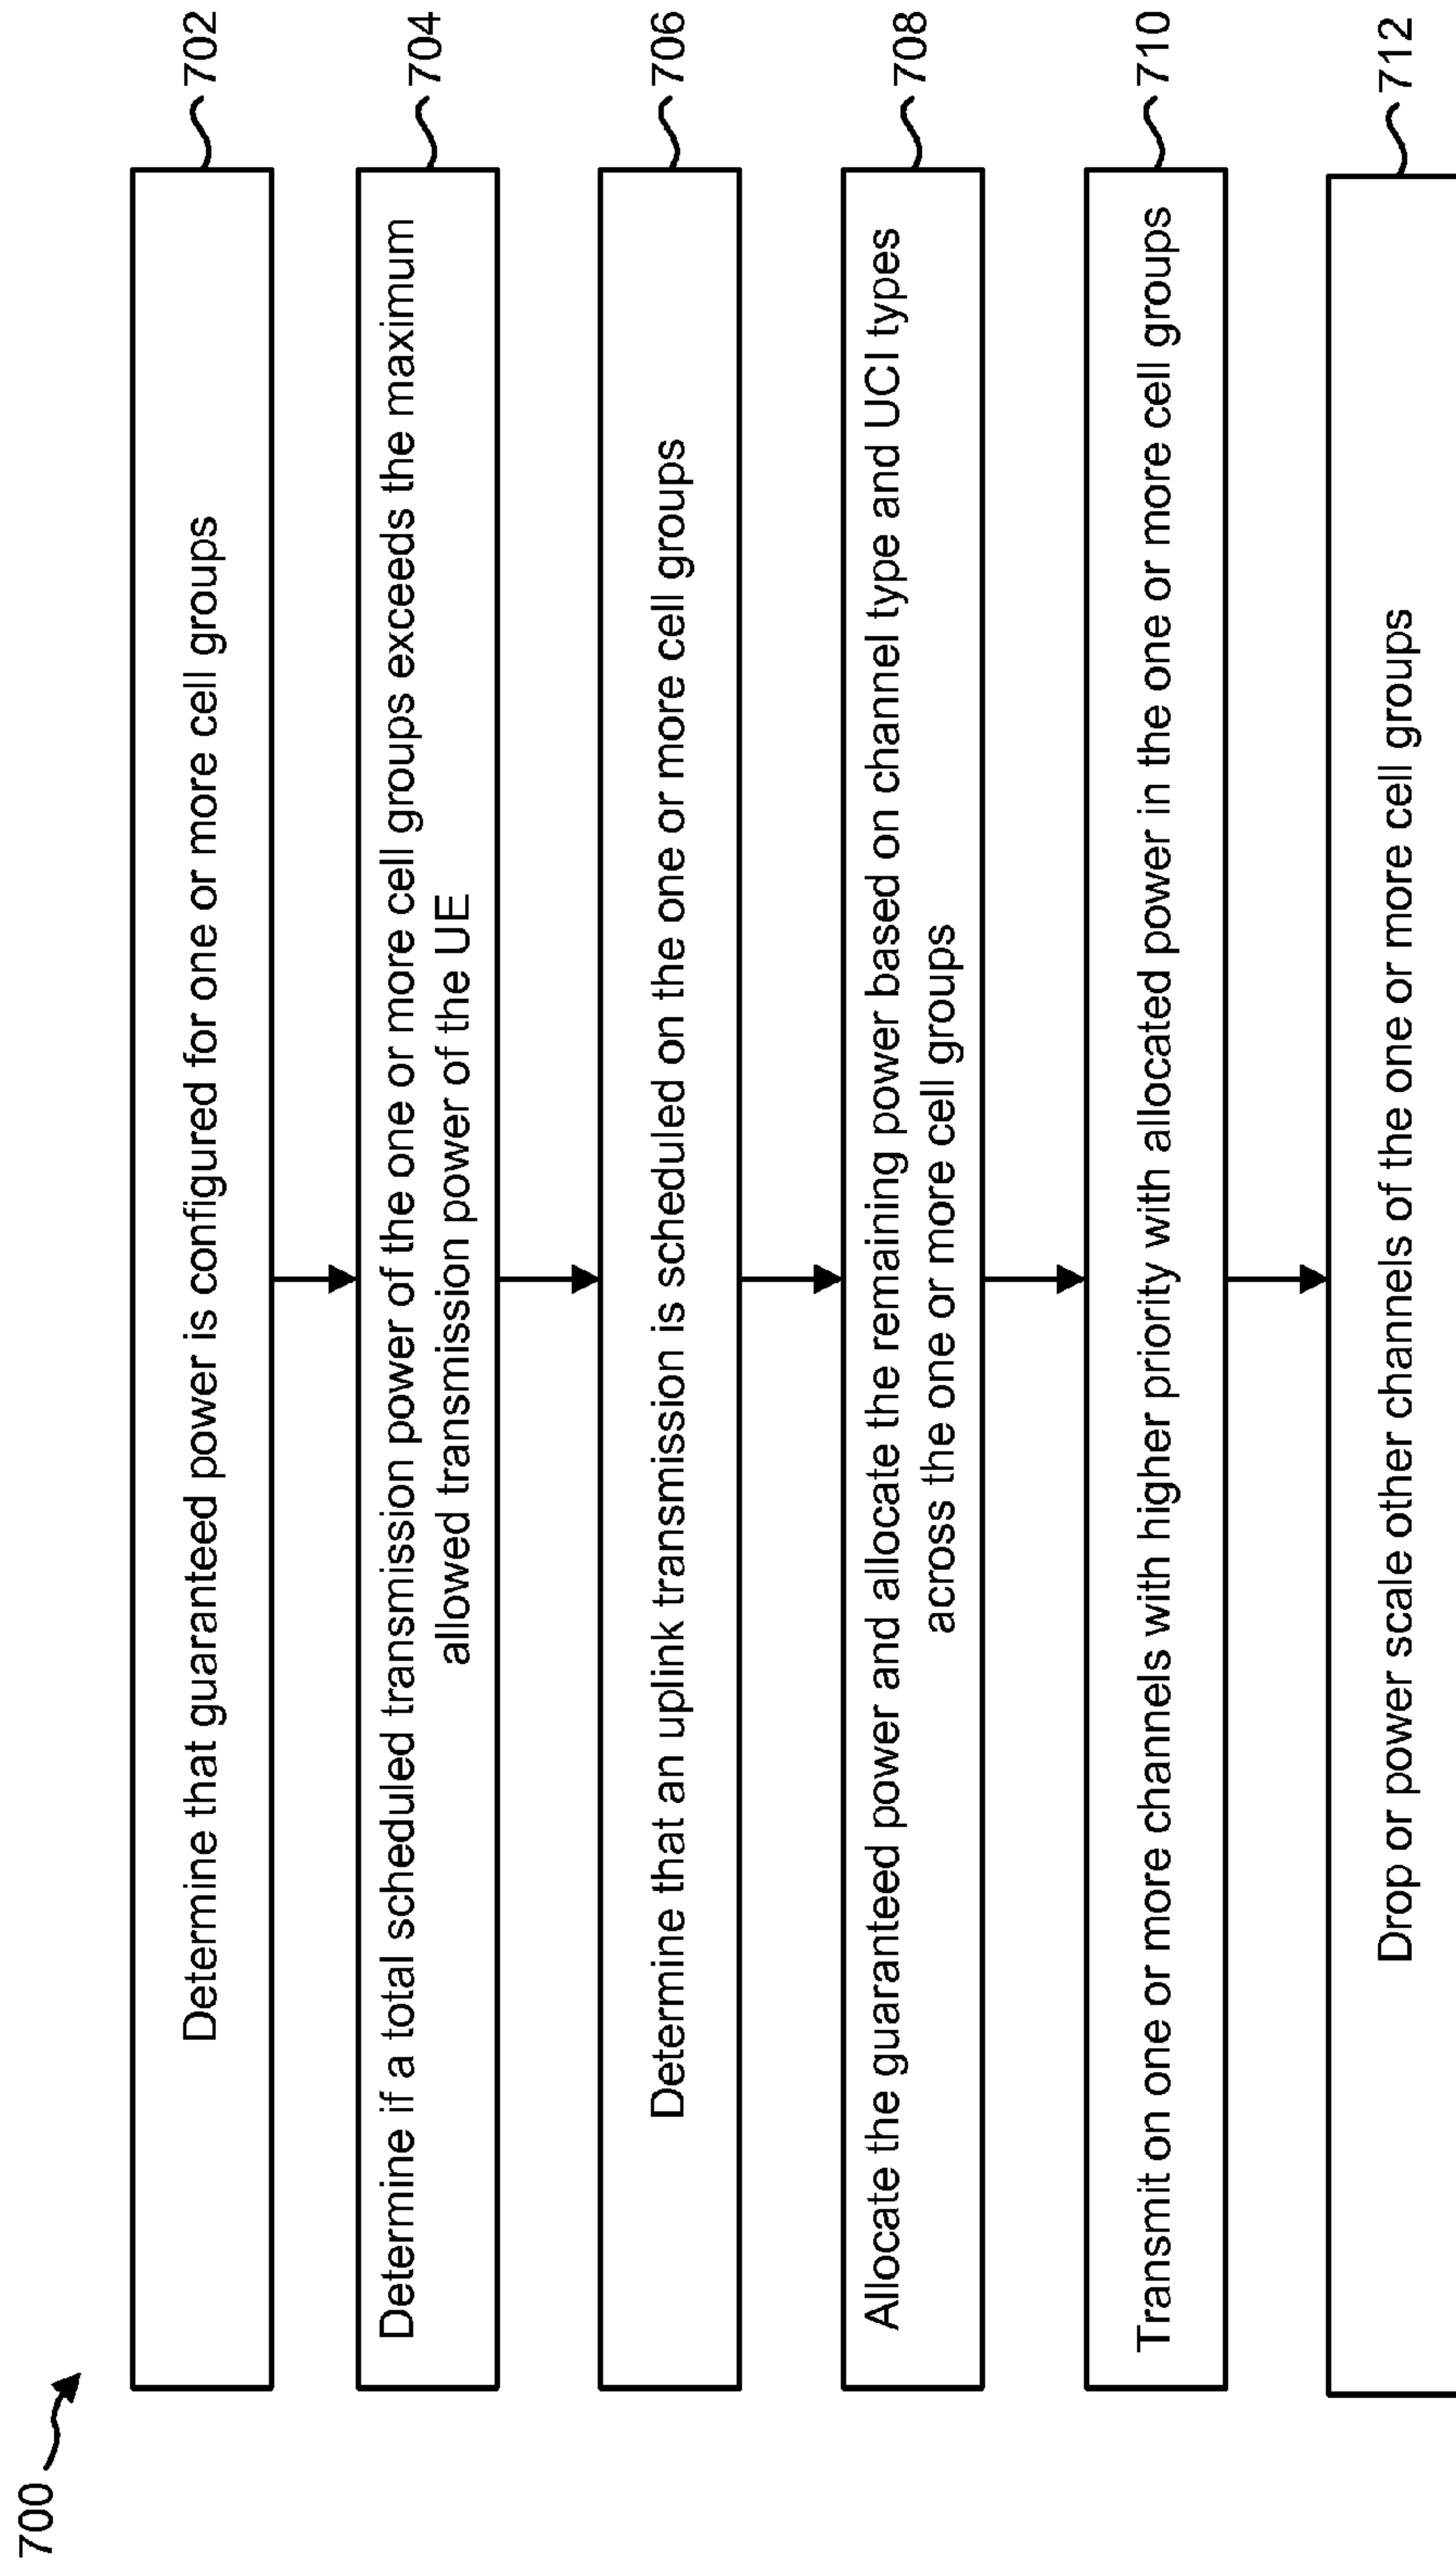 700
Determine that guaranteed power is configured for one or more cell groups
702
Determine if a total scheduled transmission power of the one or more cell groups exceeds the maximum
allowed transmission power of the UE
704
Determine that an uplink transmission is scheduled on the one or more cell groups
706
Allocate the guaranteed power and allocate the remaining power based on channel type and UCI types
across the one or more cell groups
708
Transmit on one or more channels with higher priority with allocated power in the one or more cell groups
710
Drop or power scale other channels of the one or more cell groups
712